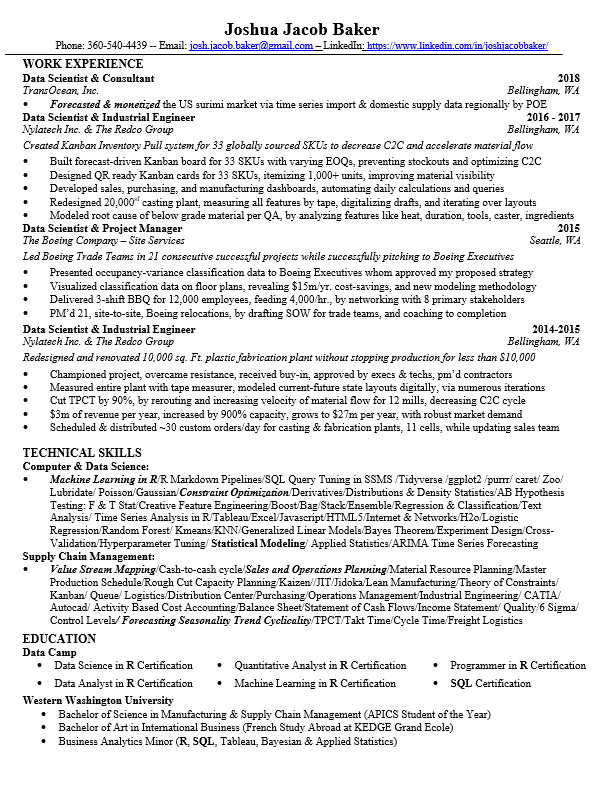 Joshua Jacob Baker
Phone: 360-540-4439 -- Email: josh.jacob.baker@gmail.com – LinkedIn: https://www.linkedin.com/in/joshjacobbaker/
WORK EXPERIENCE
Data Scientist & Consultant 2018
TransOcean, Inc. Bellingham, WA
• Forecasted & monetized the US surimi market via time series import & domestic supply data regionally by POE
Data Scientist & Industrial Engineer 2016 - 2017
Nylatech Inc. & The Redco Group Bellingham, WA
Created Kanban Inventory Pull system for 33 globally sourced SKUs to decrease C2C and accelerate material flow
• Built forecast-driven Kanban board for 33 SKUs with varying EOQs, preventing stockouts and optimizing C2C
• Designed QR ready Kanban cards for 33 SKUs, itemizing 1,000+ units, improving material visibility
• Developed sales, purchasing, and manufacturing dashboards, automating daily calculations and queries
• Redesigned 20,000sf casting plant, measuring all features by tape, digitalizing drafts, and iterating over layouts
• Modeled root cause of below grade material per QA, by analyzing features like heat, duration, tools, caster, ingredients
Data Scientist & Project Manager 2015
The Boeing Company – Site Services Seattle, WA
Led Boeing Trade Teams in 21 consecutive successful projects while successfully pitching to Boeing Executives
• Presented occupancy-variance classification data to Boeing Executives whom approved my proposed strategy
• Visualized classification data on floor plans, revealing $15m/yr. cost-savings, and new modeling methodology
• Delivered 3-shift BBQ for 12,000 employees, feeding 4,000/hr., by networking with 8 primary stakeholders
• PM'd 21, site-to-site, Boeing relocations, by drafting SOW for trade teams, and coaching to completion
Data Scientist & Industrial Engineer 2014-2015
Nylatech Inc. & The Redco Group Bellingham, WA
Redesigned and renovated 10,000 sq. Ft. plastic fabrication plant without stopping production for less than $10,000
• Championed project, overcame resistance, received buy-in, approved by execs & techs, pm'd contractors
• Measured entire plant with tape measurer, modeled current-future state layouts digitally, via numerous iterations
• Cut TPCT by 90%, by rerouting and increasing velocity of material flow for 12 mills, decreasing C2C cycle
• $3m of revenue per year, increased by 900% capacity, grows to $27m per year, with robust market demand
• Scheduled & distributed ~30 custom orders/day for casting & fabrication plants, 11 cells, while updating sales team
TECHNICAL SKILLS
Computer & Data Science:
• Machine Learning in R/R Markdown Pipelines/SQL Query Tuning in SSMS /Tidyverse /ggplot2 /purrr/ caret/ Zoo/
Lubridate/ Poisson/Gaussian/Constraint Optimization/Derivatives/Distributions & Density Statistics/AB Hypothesis
Testing: F & T Stat/Creative Feature Engineering/Boost/Bag/Stack/Ensemble/Regression & Classification/Text
Analysis/ Time Series Analysis in R/Tableau/Excel/Javascript/HTML5/Internet & Networks/H2o/Logistic
Regression/Random Forest/ Kmeans/KNN/Generalized Linear Models/Bayes Theorem/Experiment Design/Cross-
Validation/Hyperparameter Tuning/ Statistical Modeling/ Applied Statistics/ARIMA Time Series Forecasting
Supply Chain Management:
• Value Stream Mapping/Cash-to-cash cycle/Sales and Operations Planning/Material Resource Planning/Master
Production Schedule/Rough Cut Capacity Planning/Kaizen//JIT/Jidoka/Lean Manufacturing/Theory of Constraints/
Kanban/ Queue/ Logistics/Distribution Center/Purchasing/Operations Management/Industrial Engineering/ CATIA/
Autocad/ Activity Based Cost Accounting/Balance Sheet/Statement of Cash Flows/Income Statement/ Quality/6 Sigma/
Control Levels/ Forecasting Seasonality Trend Cyclicality/TPCT/Takt Time/Cycle Time/Freight Logistics
EDUCATION
Data Camp
• Data Science in R Certification • Quantitative Analyst in R Certification • Programmer in R Certification
• Data Analyst in R Certification • Machine Learning in R Certification • SQL Certification
Western Washington University
• Bachelor of Science in Manufacturing & Supply Chain Management (APICS Student of the Year)
• Bachelor of Art in International Business (French Study Abroad at KEDGE Grand Ecole)
• Business Analytics Minor (R, SQL, Tableau, Bayesian & Applied Statistics)